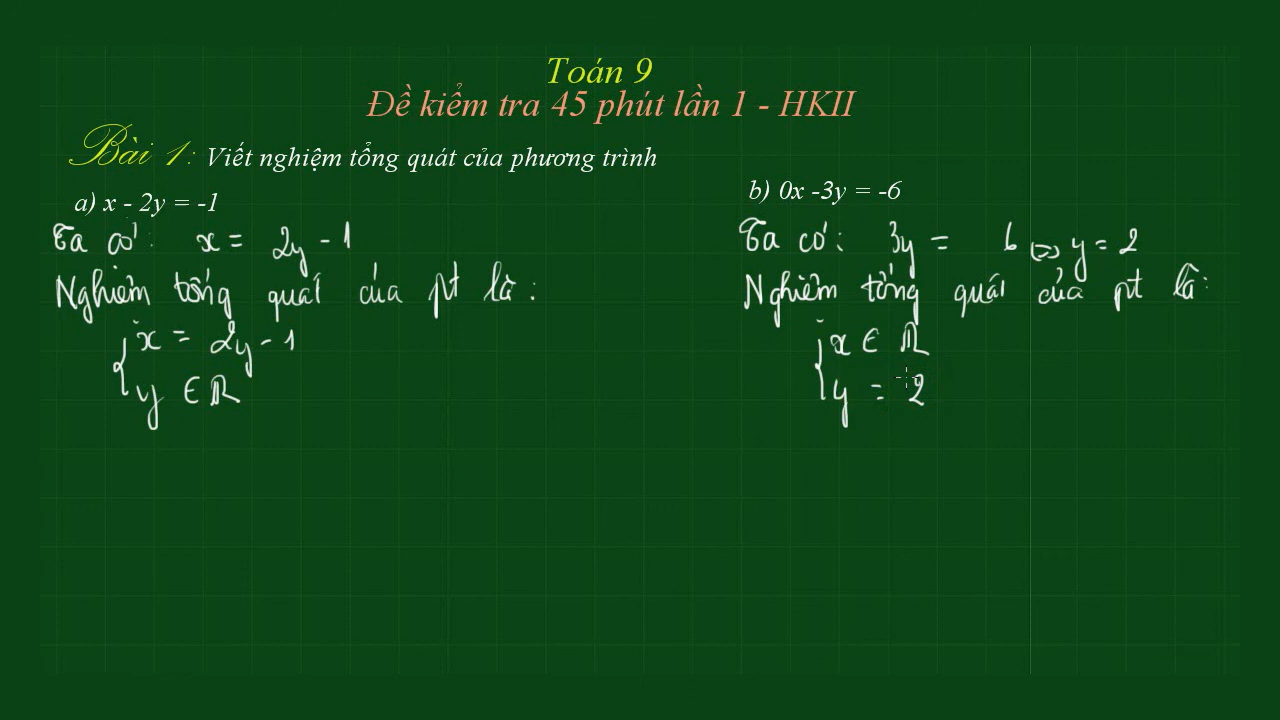 Toán 9
Đề kiểm tra 45 phút lần 1 - HKII
Bài 1: Viết nghiệm tổng quát của phương trình
a) x - 2y = -1
Ta có: x = 2y - 1
Nghiệm tổng quát của pt là:
{ x = 2y - 1
y ∈ ℝ
b) 0x -3y = -6
Ta có: 3y = 6 <=> y = 2
Nghiệm tổng quát của pt là:
{ x ∈ ℝ
y = 2